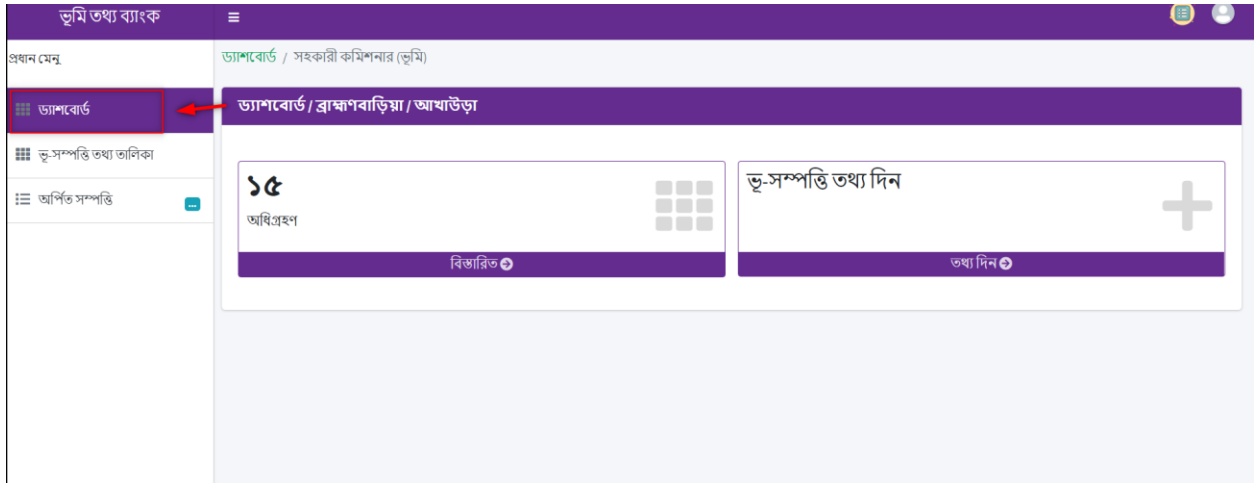 ভূমি তথ্য ব্যাংক
প্রধান মেনু
ড্যাশবোর্ড
ভূ-সম্পত্তি তথ্য তালিকা
অর্পিত সম্পত্তি
...
ড্যাশবোর্ড / সহকারী কমিশনার (ভূমি)
ড্যাশবোর্ড / ব্রাহ্মণবাড়িয়া / আখাউড়া
১৫
অধিগ্রহণ
বিস্তারিত
ভূ-সম্পত্তি তথ্য দিন
তথ্য দিন